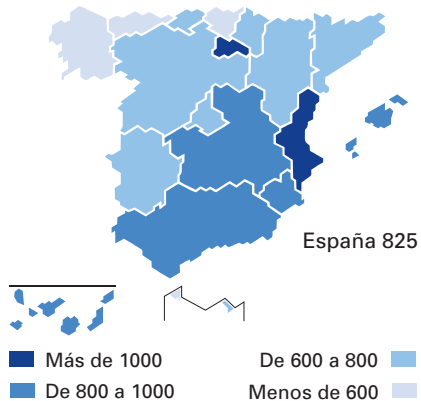 España 825
Más de 1000
De 800 a 1000
De 600 a 800
Menos de 600